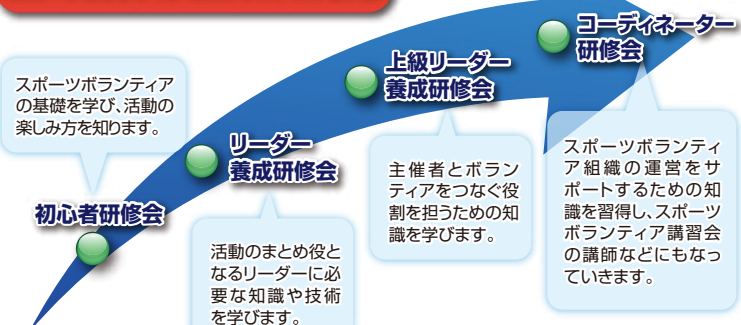 コーディネーター
研修会
上級リーダー
養成研修会
スポーツボランティア
の基礎を学び、活動の
楽しみ方を知ります。
リーダー
養成研修会
初心者研修会
主催者とボラン
ティアをつなぐ役
割を担うための知
識を学びます。
スポーツボランティ
ア組織の運営をサ
ポートするための知
識を習得し、スポーツ
ボランティア講習会
の講師などにもなっ
ていきます。
活動のまとめ役と
なるリーダーに必
要な知識や技術
を学びます。